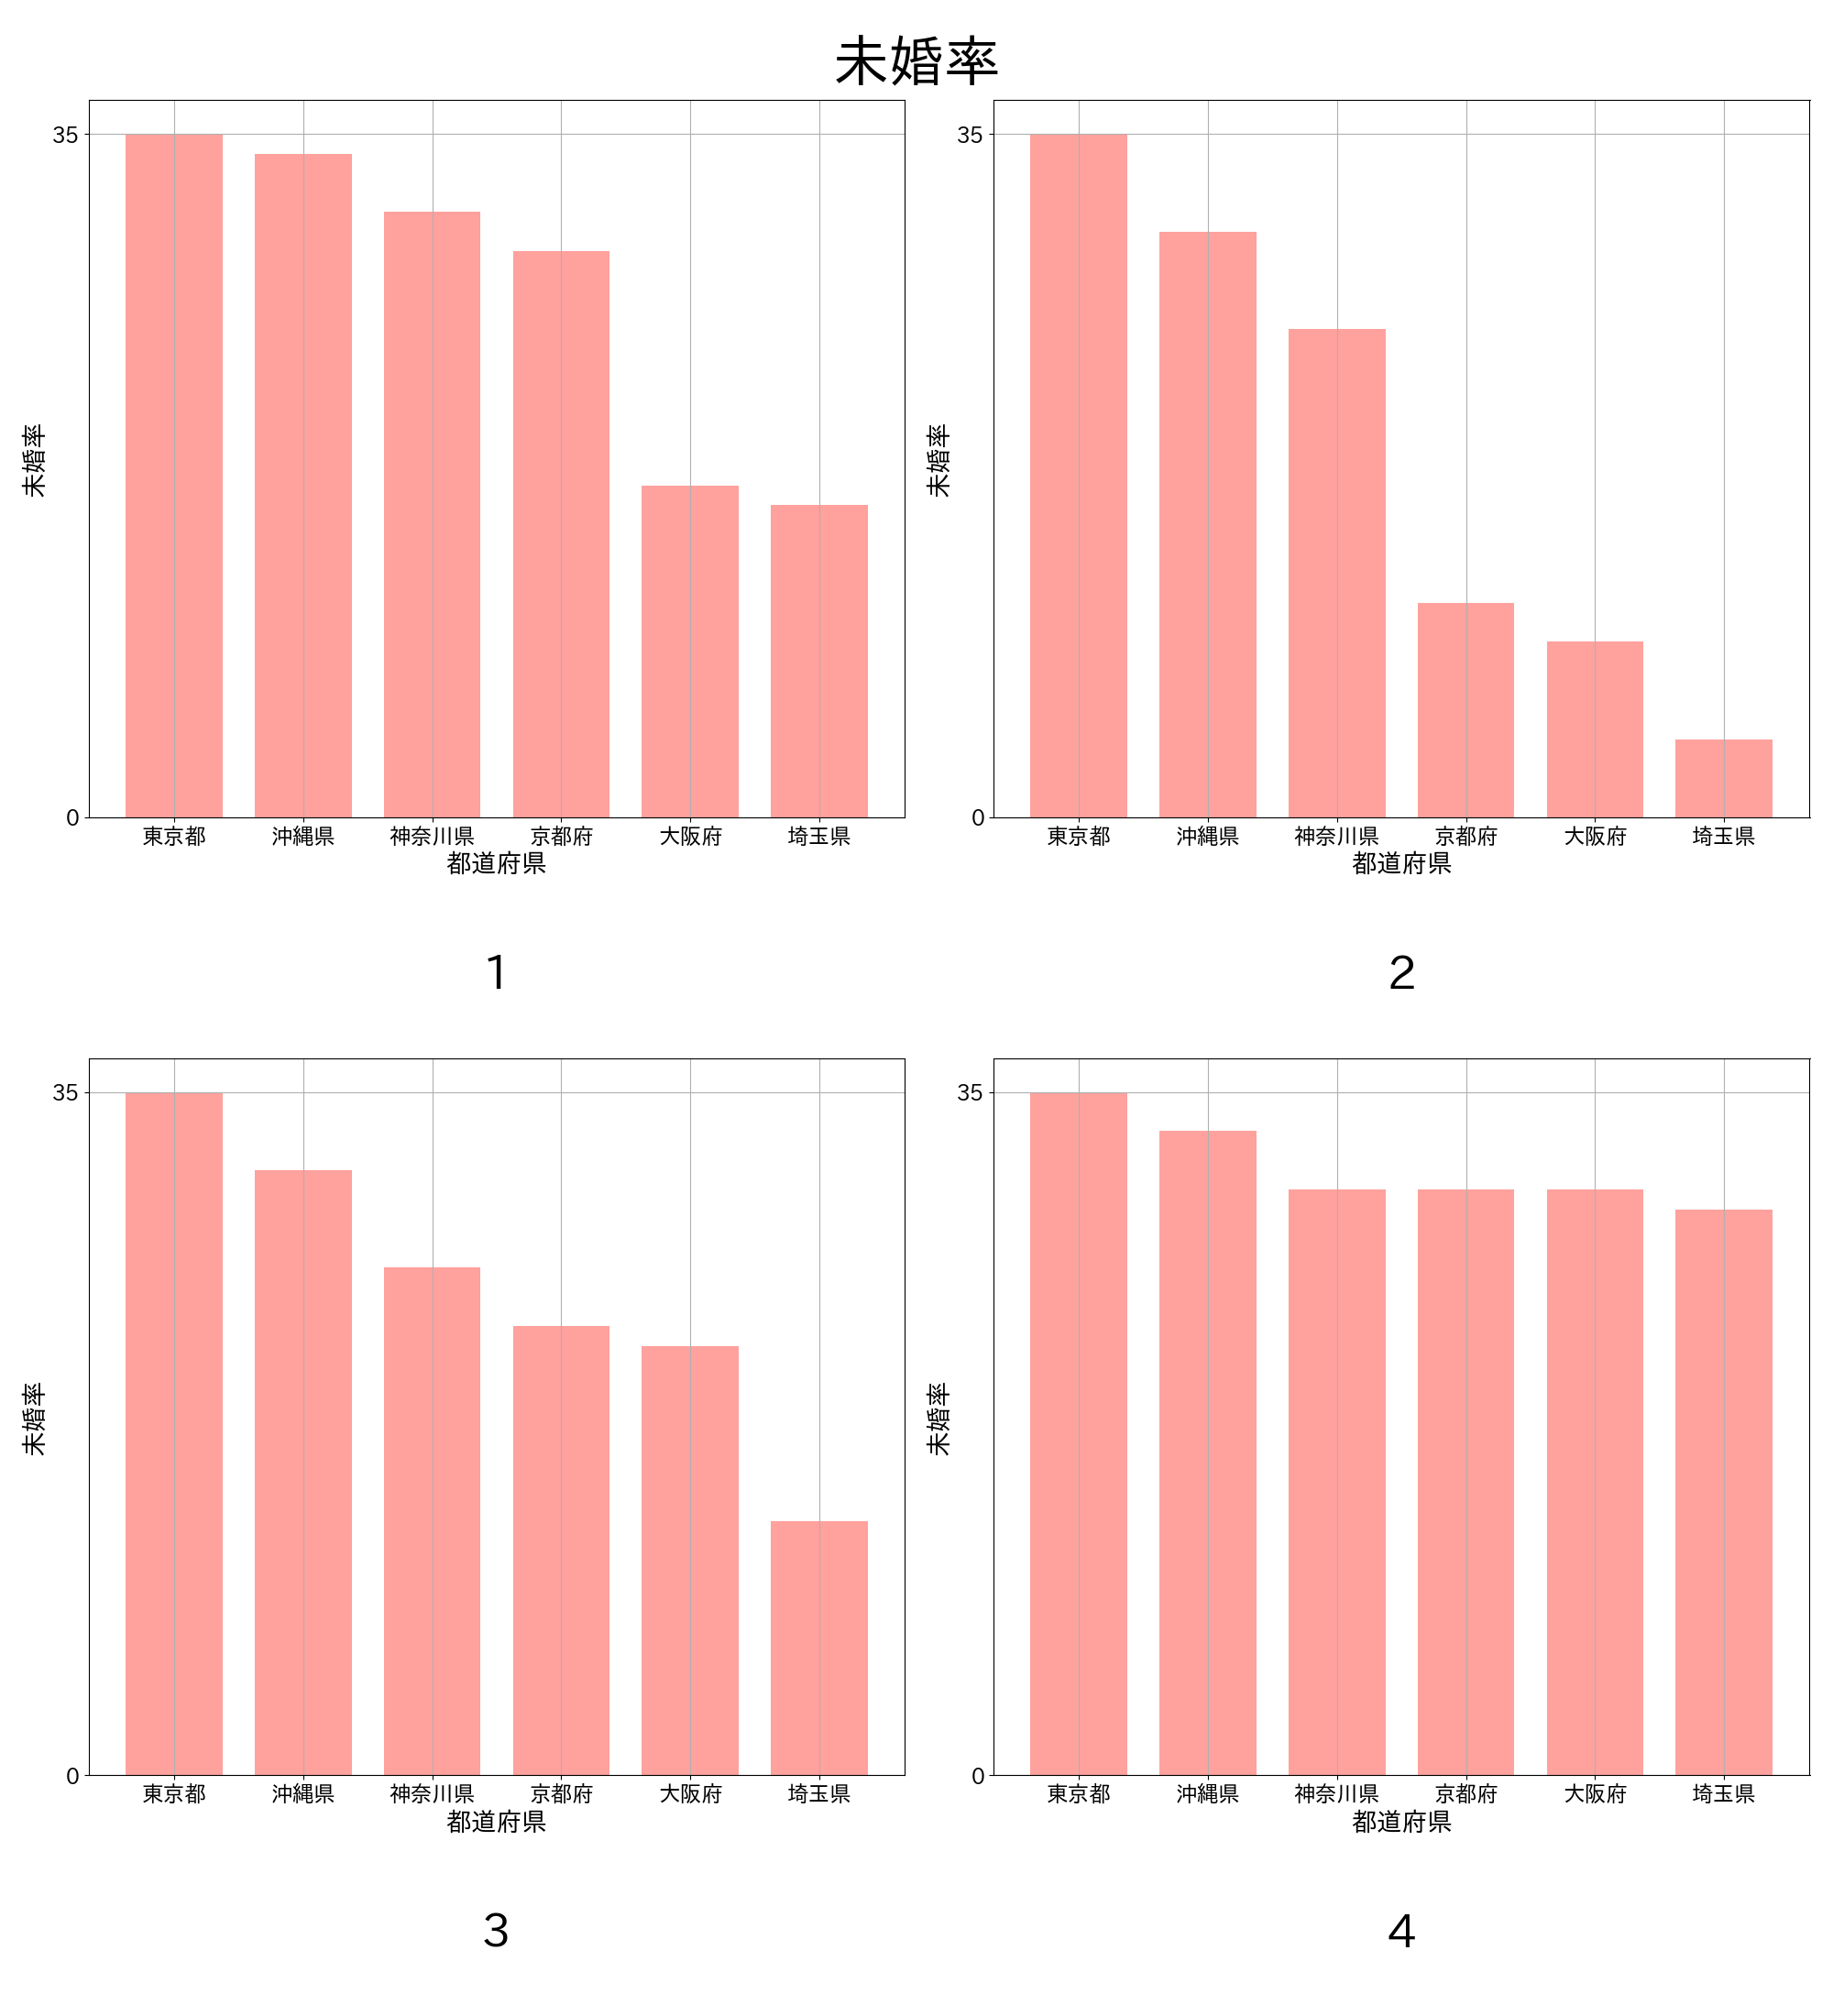 未婚率
35
0
未婚率
東京都 沖縄県 神奈川県 京都府 大阪府 埼玉県
都道府県
1
35
0
未婚率
東京都 沖縄県 神奈川県 京都府 大阪府 埼玉県
都道府県
2
35
0
未婚率
東京都 沖縄県 神奈川県 京都府 大阪府 埼玉県
都道府県
3
35
0
未婚率
東京都 沖縄県 神奈川県 京都府 大阪府 埼玉県
都道府県
4